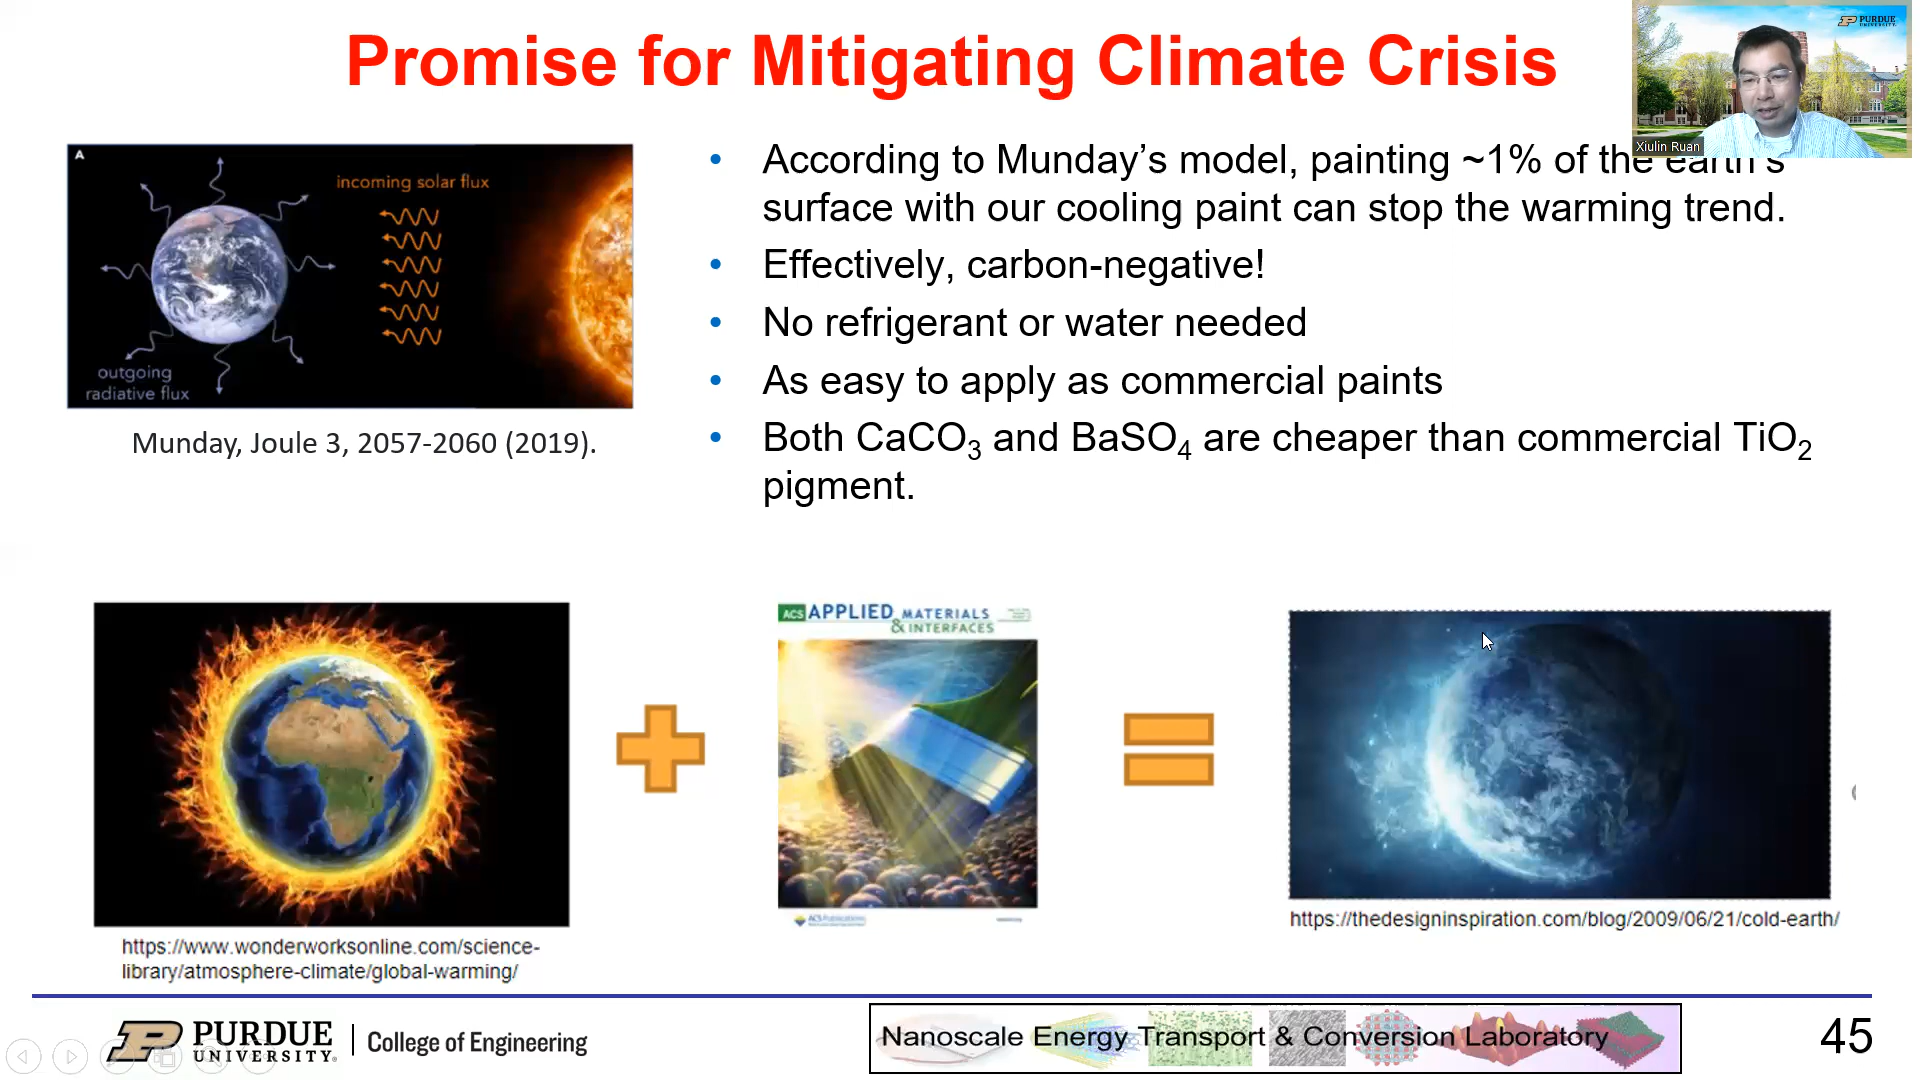 Promise for Mitigating Climate Crisis
PURDUE
UNIVERSITY
Xiulin Ruan
A
incoming solar flux
outgoing
radiative flux
Munday, Joule 3, 2057-2060 (2019).
• According to Munday's model, painting ~1% of the earth's
surface with our cooling paint can stop the warming trend.
• Effectively, carbon-negative!
• No refrigerant or water needed
• As easy to apply as commercial paints
• Both CaCO₃ and BaSO₄ are cheaper than commercial TiO₂
pigment.
ACS APPLIED MATERIALS
& INTERFACES
ACS Publications
https://www.wonderworksonline.com/science-
library/atmosphere-climate/global-warming/
https://thedesigninspiration.com/blog/2009/06/21/cold-earth/
PURDUE
UNIVERSITY®
College of Engineering
Nanoscale Energy Transport & Conversion Laboratory
45